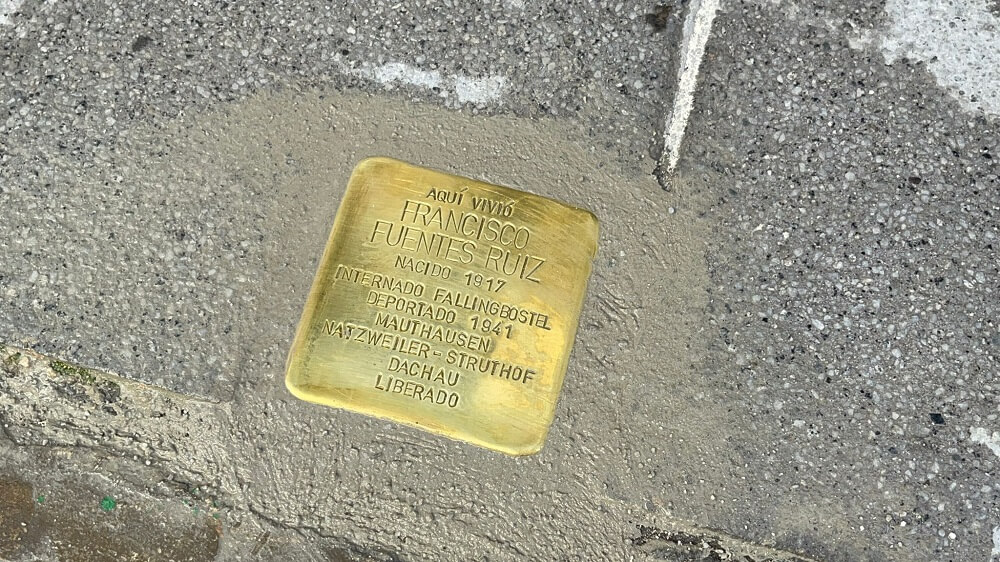 AQUÍ VIVIÓ
FRANCISCO
FUENTES RUIZ
NACIDO 1917
INTERNADO FALLINGBOSTEL
DEPORTADO 1941
MAUTHAUSEN
NATZWEILER-STRUTHOF
DACHAU
LIBERADO